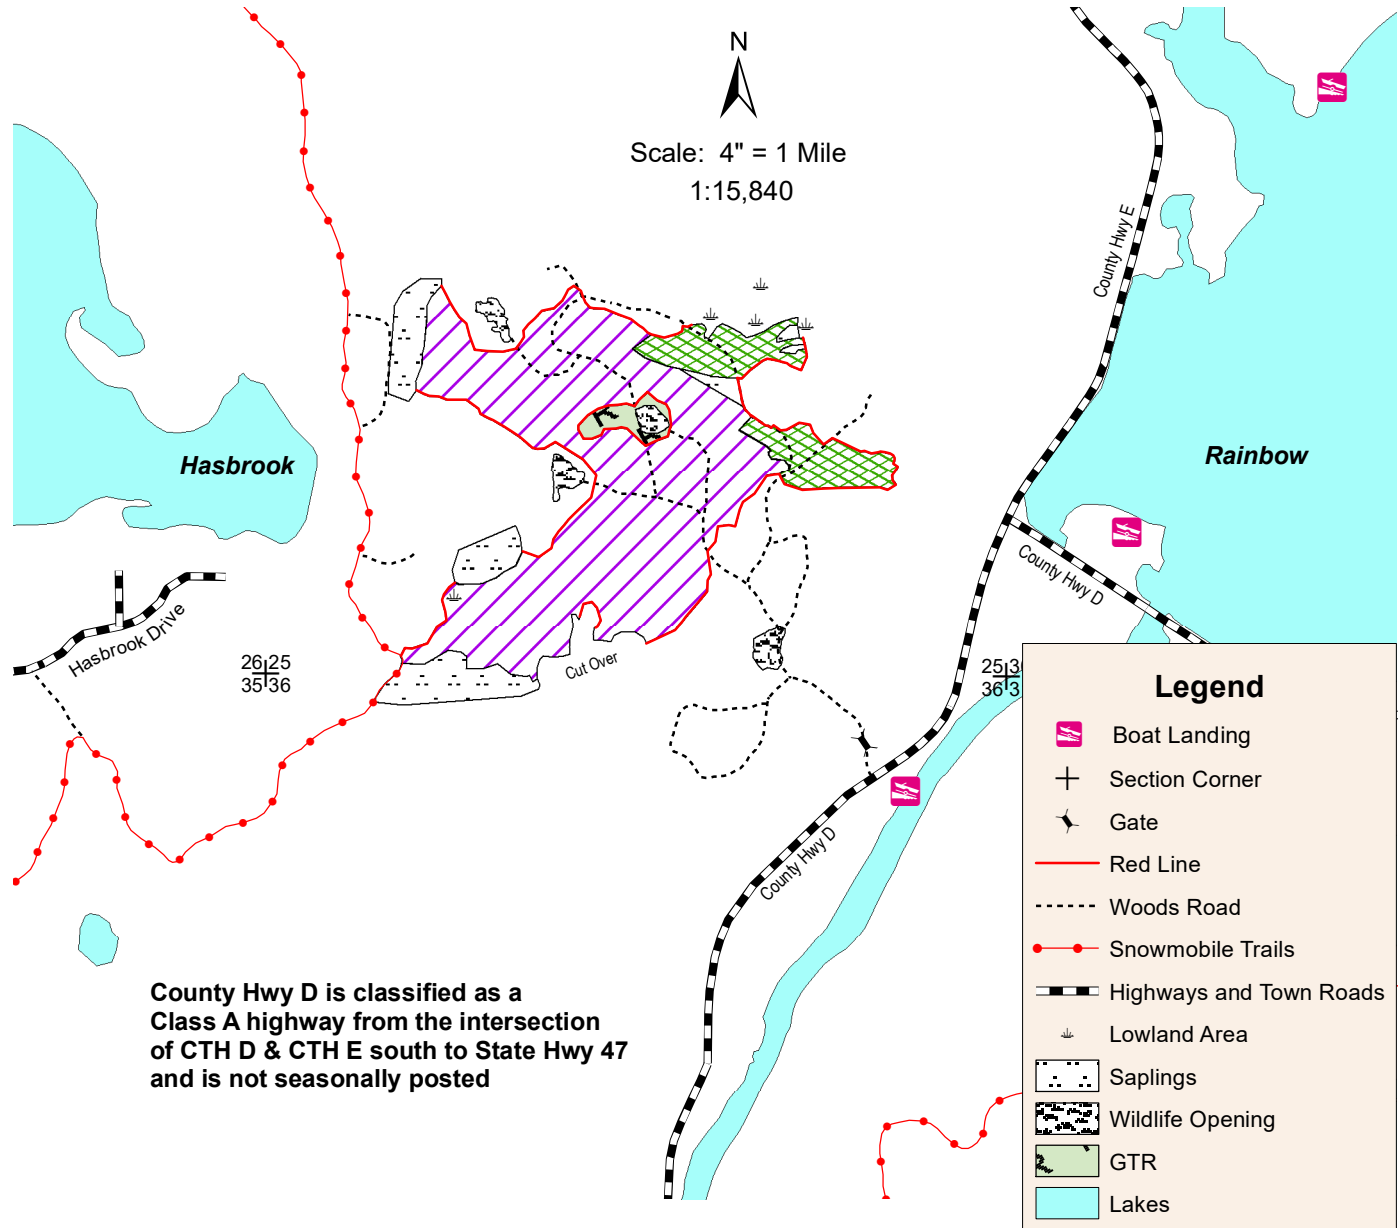 N
Scale: 4" = 1 Mile
1:15,840
County Hwy E
Hasbrook
Rainbow
County Hwy D
Hasbrook Drive
Cut Over
26 25
35 36
25
36 3
County Hwy D
County Hwy D is classified as a
Class A highway from the intersection
of CTH D & CTH E south to State Hwy 47
and is not seasonally posted
Legend
Boat Landing
Section Corner
Gate
Red Line
Woods Road
Snowmobile Trails
Highways and Town Roads
Lowland Area
Saplings
Wildlife Opening
GTR
Lakes